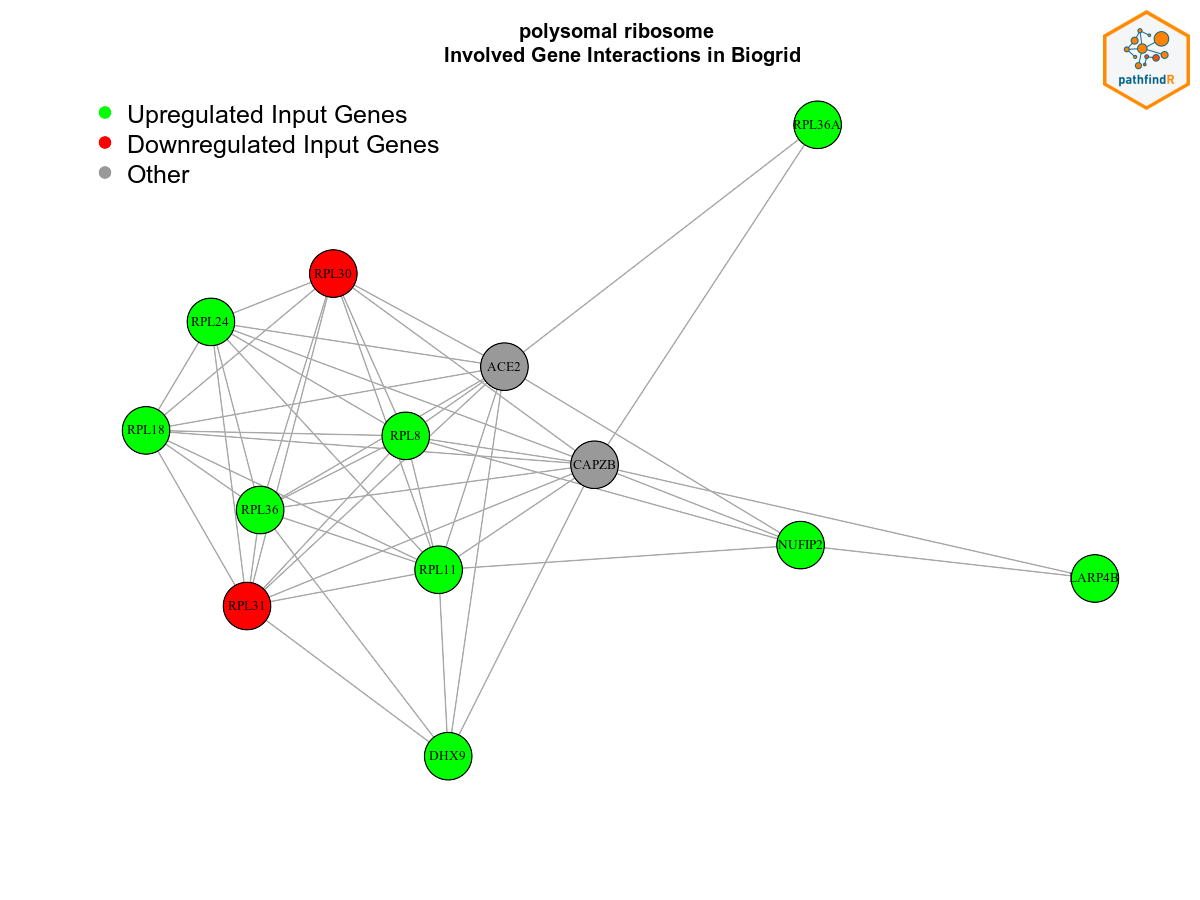 polysomal ribosome
Involved Gene Interactions in Biogrid
pathfindR
Upregulated Input Genes
Downregulated Input Genes
Other
RPL36A
RPL30
RPL24
ACE2
RPL18
RPL8
CAPZB
RPL36
NUFIP2
RPL11
LARP4B
RPL31
DHX9